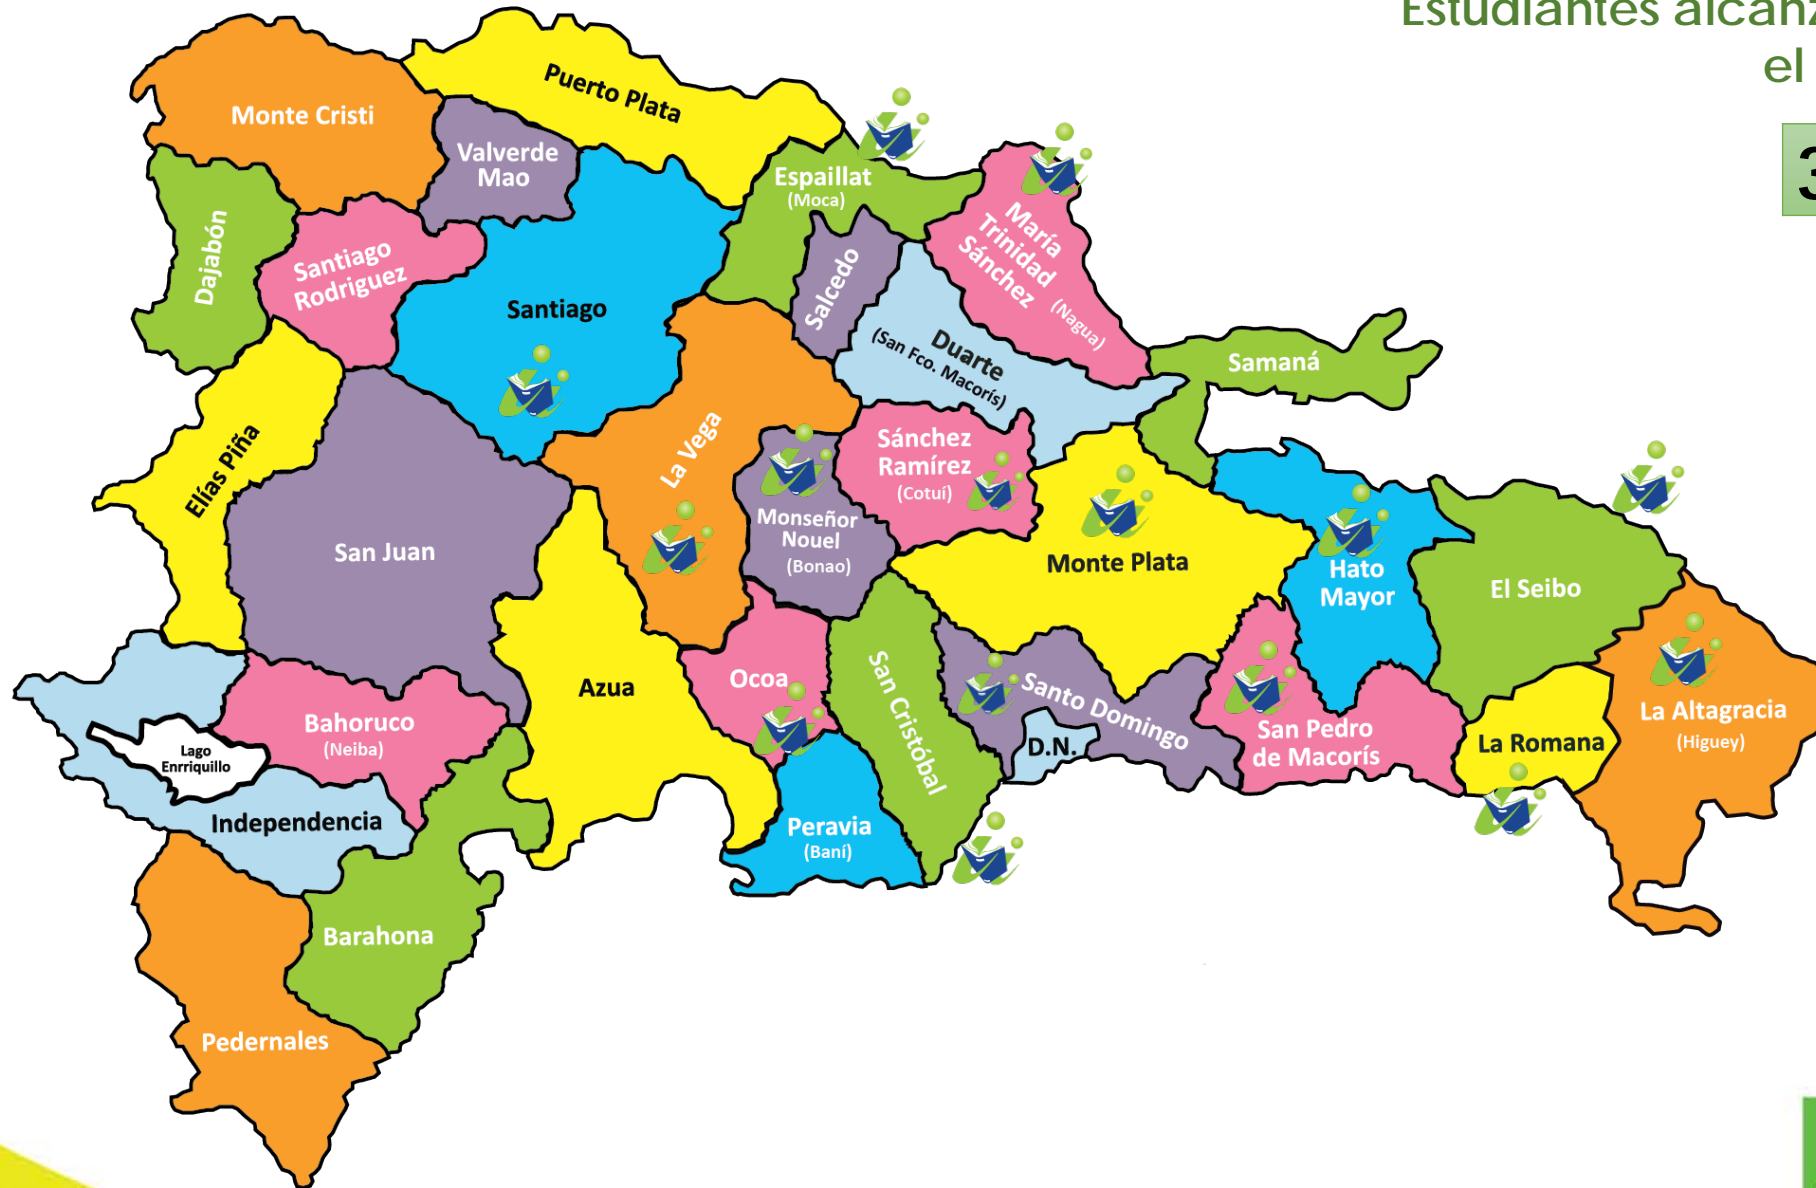 Estudiantes alcanz
el
3
Puerto Plata
Monte Cristi
Valverde
Mao
Espaillat
(Moca)
María
Trinidad
Sánchez
(Nagua)
Dajabón
Santiago
Rodriguez
Santiago
Salcedo
Duarte
(San Fco. Macorís)
Samaná
Elías Piña
La Vega
Sánchez
Ramírez
(Cotuí)
San Juan
Monseñor
Nouel
(Bonao)
Monte Plata
Hato
Mayor
El Seibo
Azua
Ocoa
San Cristóbal
Santo Domingo
D.N.
San Pedro
de Macorís
La Romana
La Altagracia
(Higuey)
Bahoruco
(Neiba)
Lago
Enrriquillo
Independencia
Peravia
(Baní)
Barahona
Pedernales